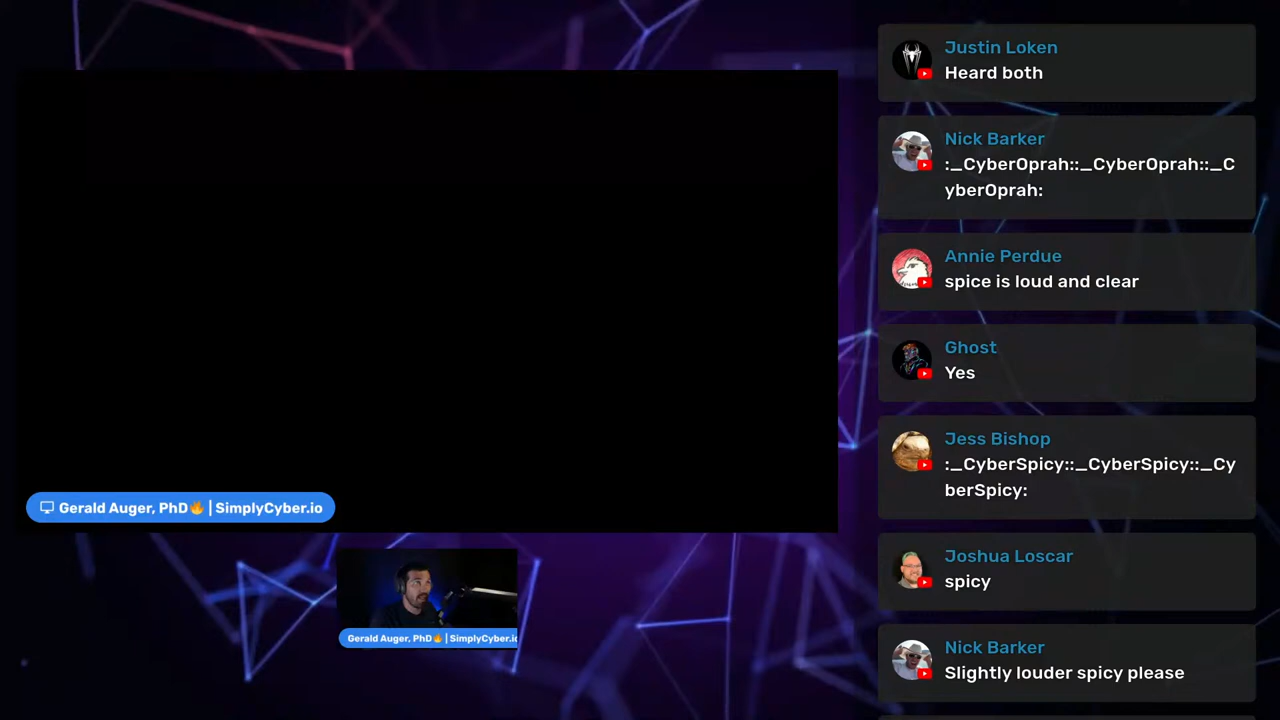 Justin Loken
Heard both
Nick Barker
:_CyberOprah::_CyberOprah::_C
yberOprah:
Annie Perdue
spice is loud and clear
Ghost
Yes
Jess Bishop
:_CyberSpicy::_CyberSpicy::_Cy
berSpicy:
Joshua Loscar
spicy
Nick Barker
Slightly louder spicy please
Gerald Auger, PhD🔥 | SimplyCyber.io
Gerald Auger, PhD🔥 | SimplyCyber.io